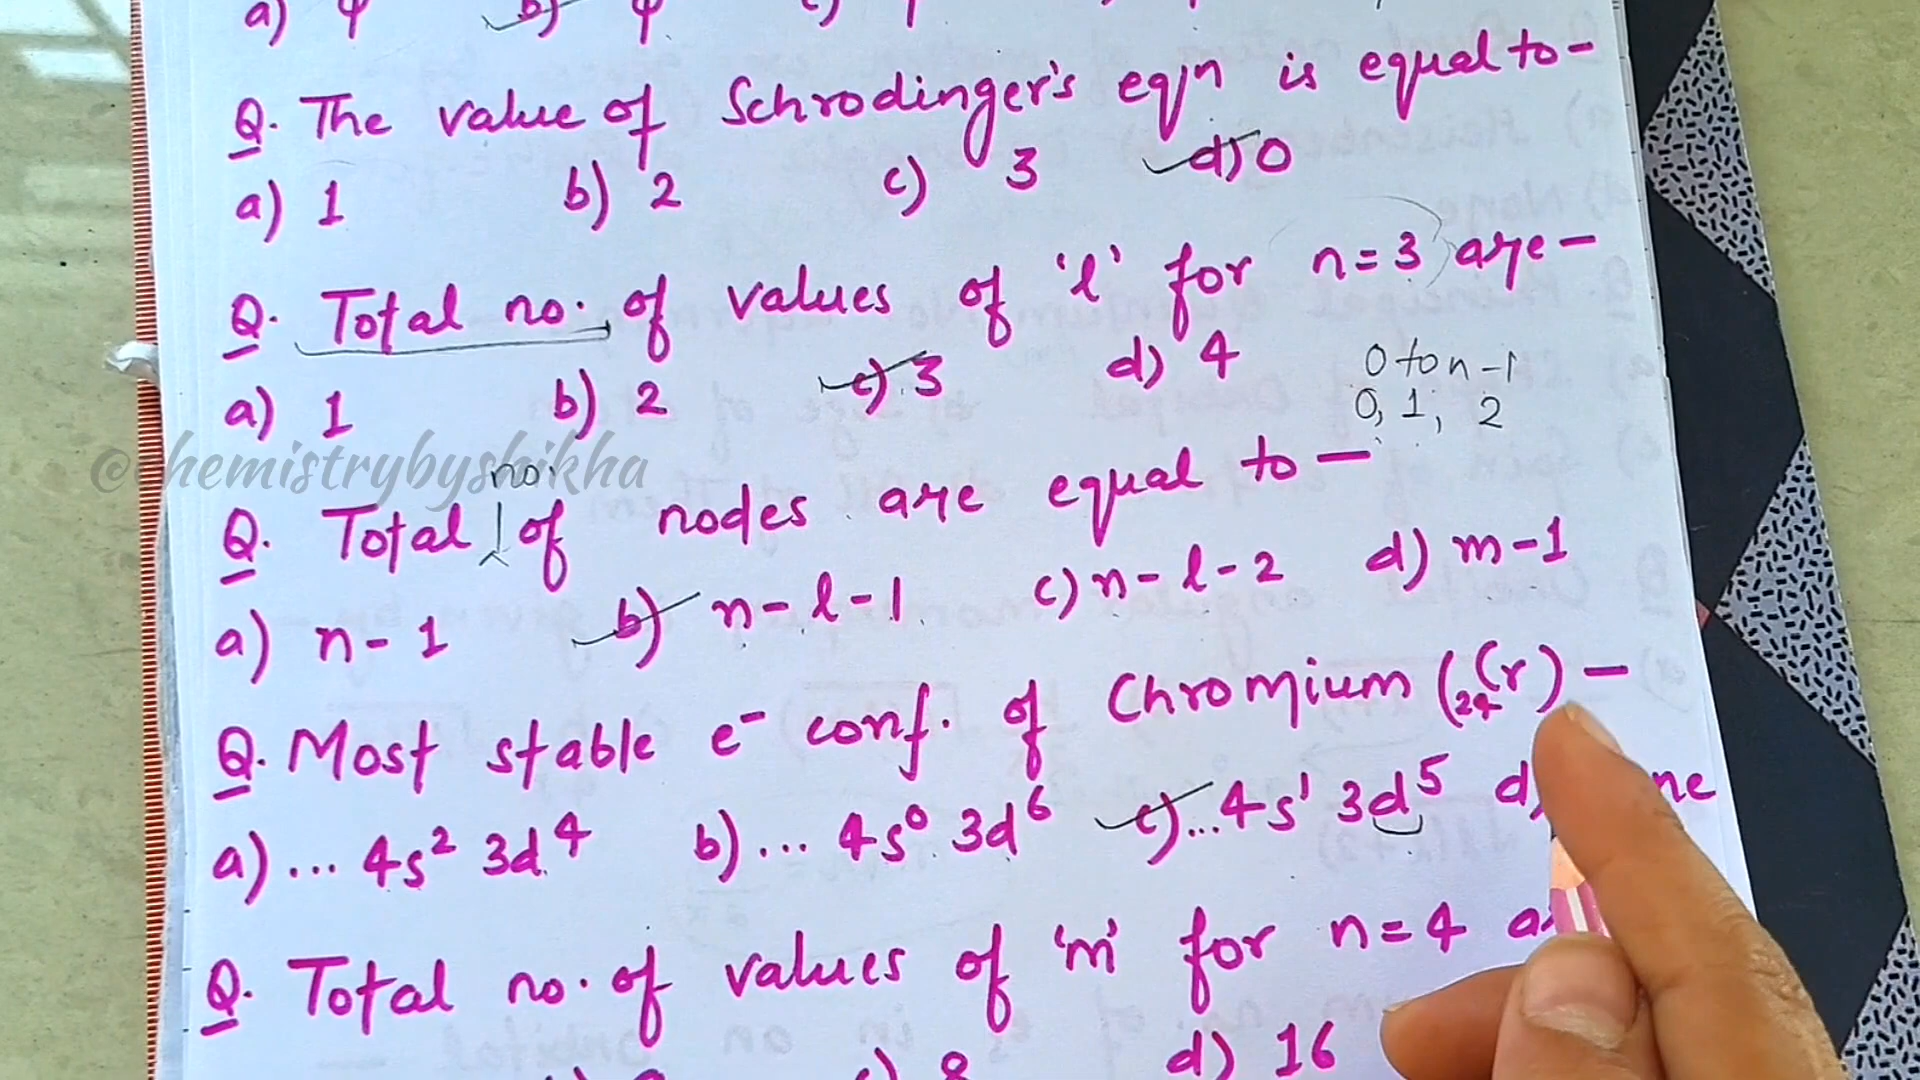 a) ψ b) ψ c)
Q. The value of Schrodinger's eqn is equal to-
a) 1 b) 2 c) 3 d) 0
Q. Total no. of values of 'l' for n=3 are-
a) 1 b) 2 c) 3 d) 4
0 to n-1
0, 1, 2
@chemistrybyshikha
no.
Q. Total of nodes are equal to-
a) n-1 b) n-l-1 c) n-l-2 d) m-1
Q. Most stable e⁻ conf. of Chromium (₂₄Cr)-
a) ... 4s² 3d⁴ b) ... 4s⁰ 3d⁶ c) ... 4s¹ 3d⁵ d)
Q. Total no. of values of 'm' for n=4
c) 8 d) 16